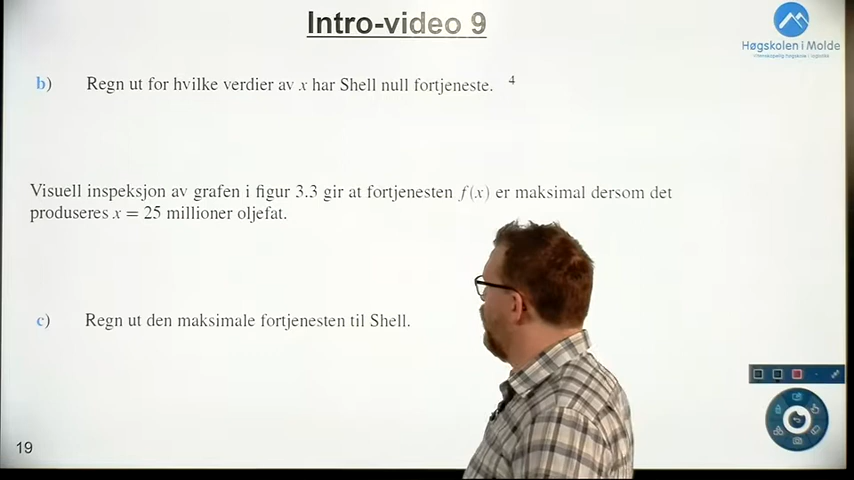 Intro-video 9
Høgskolen i Molde
b) Regn ut for hvilke verdier av x har Shell null fortjeneste. 4
Visuell inspeksjon av grafen i figur 3.3 gir at fortjenesten f(x) er maksimal dersom det
produseres x = 25 millioner oljefat.
c) Regn ut den maksimale fortjenesten til Shell.
19